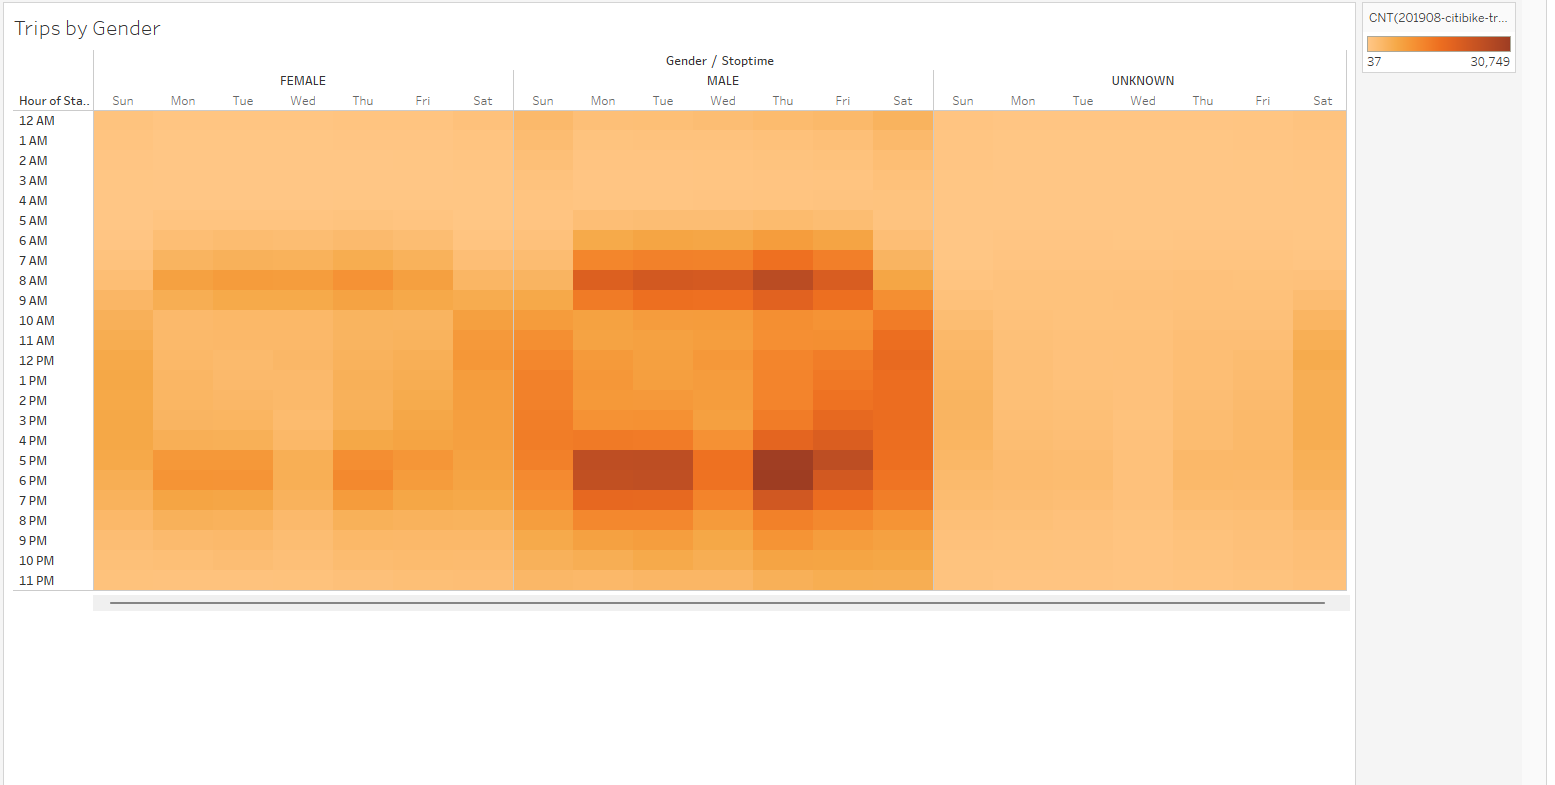 Trips by Gender
CNT(201908-citibike-tr...
37 30,749
Gender / Stoptime
FEMALE MALE UNKNOWN
Hour of Sta.. Sun Mon Tue Wed Thu Fri Sat Sun Mon Tue Wed Thu Fri Sat Sun Mon Tue Wed Thu Fri Sat
12 AM
1 AM
2 AM
3 AM
4 AM
5 AM
6 AM
7 AM
8 AM
9 AM
10 AM
11 AM
12 PM
1 PM
2 PM
3 PM
4 PM
5 PM
6 PM
7 PM
8 PM
9 PM
10 PM
11 PM